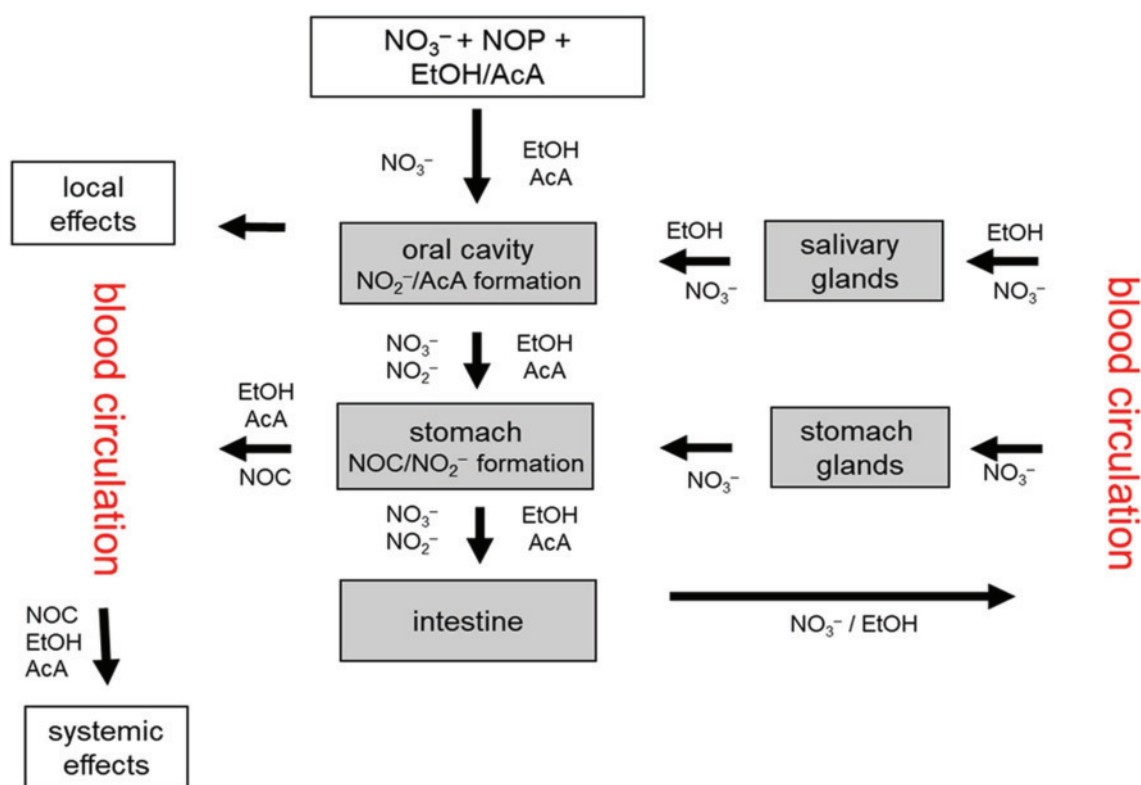 NO₃⁻ + NOP +
EtOH/AcA
NO₃⁻
EtOH
AcA
local
effects
oral cavity
NO₂⁻/AcA formation
EtOH
NO₃⁻
salivary
glands
EtOH
NO₃⁻
blood circulation
blood circulation
NO₃⁻
NO₂⁻
EtOH
AcA
EtOH
AcA
NOC
stomach
NOC/NO₂⁻ formation
NO₃⁻
stomach
glands
NO₃⁻
NO₃⁻
NO₂⁻
EtOH
AcA
intestine
NO₃⁻ / EtOH
NOC
EtOH
AcA
systemic
effects